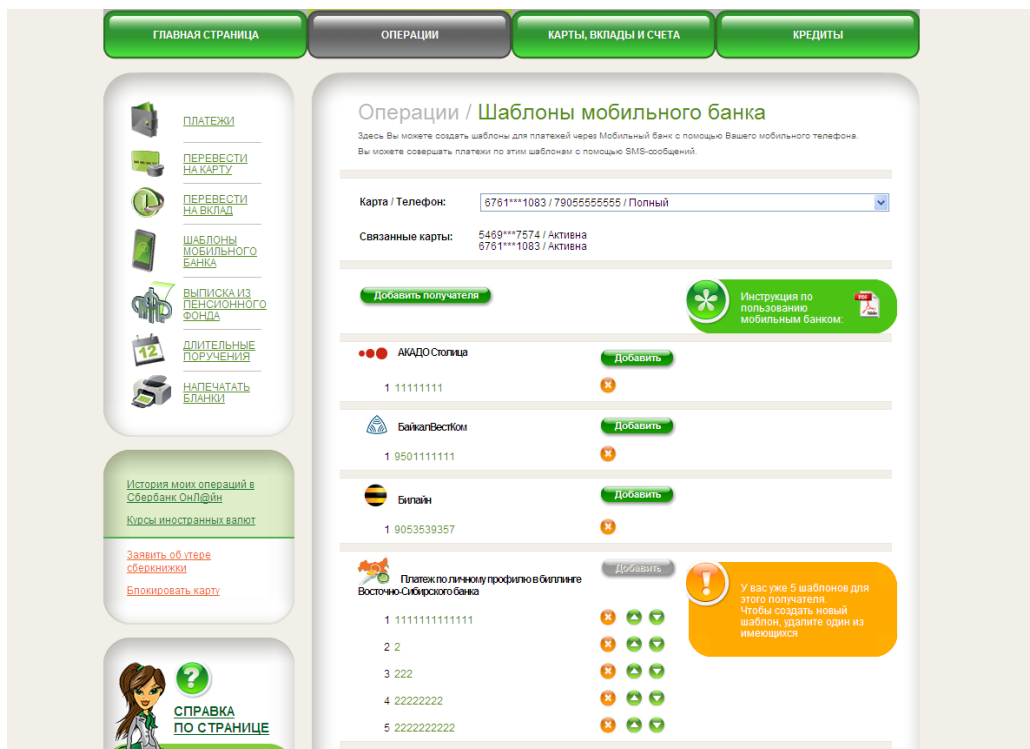 ГЛАВНАЯ СТРАНИЦА
ОПЕРАЦИИ
КАРТЫ, ВКЛАДЫ И СЧЕТА
КРЕДИТЫ
ПЛАТЕЖИ
ПЕРЕВЕСТИ
НА КАРТУ
ПЕРЕВЕСТИ
НА ВКЛАД
ШАБЛОНЫ
МОБИЛЬНОГО
БАНКА
ВЫПИСКА ИЗ
ПЕНСИОННОГО
ФОНДА
12
ДЛИТЕЛЬНЫЕ
ПОРУЧЕНИЯ
НАПЕЧАТАТЬ
БЛАНКИ
История моих операций в
Сбербанк ОнЛ@йн
Курсы иностранных валют
Заявить об утере
сберкнижки
Блокировать карту
?
СПРАВКА
ПО СТРАНИЦЕ
Операции / Шаблоны мобильного банка
Здесь Вы можете создать шаблоны для платежей через Мобильный банк с помощью Вашего мобильного телефона.
Вы можете совершать платежи по этим шаблонам с помощью SMS-сообщений.
Карта / Телефон: 6761***1083 / 79055555555 / Полный
Связанные карты: 5469***7574 / Активна
6761***1083 / Активна
Добавить получателя
Инструкция по
пользованию
мобильным банком:
PDF
АКАДО Столица Добавить
1 11111111
БайкалВестКом Добавить
1 9501111111
Билайн Добавить
1 9053539357
Платеж по личному профилю в биллинге
Восточно-Сибирского банка
Добавить
У вас уже 5 шаблонов для
этого получателя.
Чтобы создать новый
шаблон, удалите один из
имеющихся
1 1111111111111
2 2
3 222
4 22222222
5 2222222222